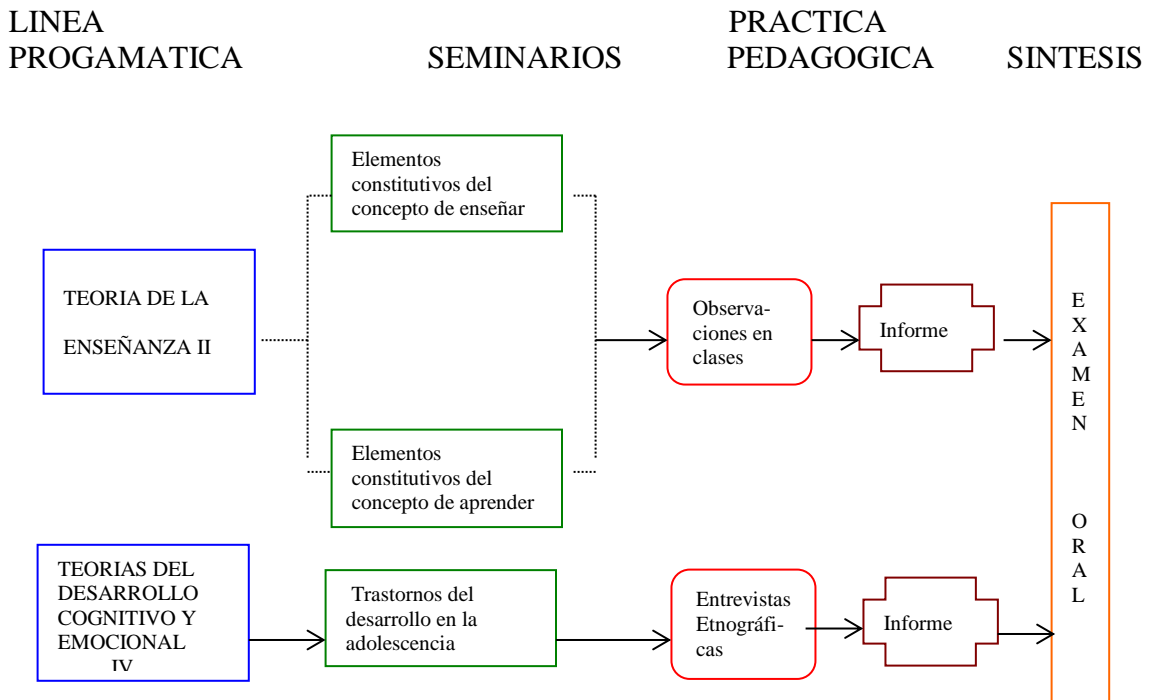 LINEA
PROGAMATICA
SEMINARIOS
PRACTICA
PEDAGOGICA
SINTESIS
TEORIA DE LA
ENSEÑANZA II
Elementos
constitutivos del
concepto de enseñar
Elementos
constitutivos del
concepto de aprender
Observa-
ciones en
clases
Informe
TEORIAS DEL
DESARROLLO
COGNITIVO Y
EMOCIONAL
IV
Trastornos del
desarrollo en la
adolescencia
Entrevistas
Etnográfi-
cas
Informe
E
X
A
M
E
N
O
R
A
L